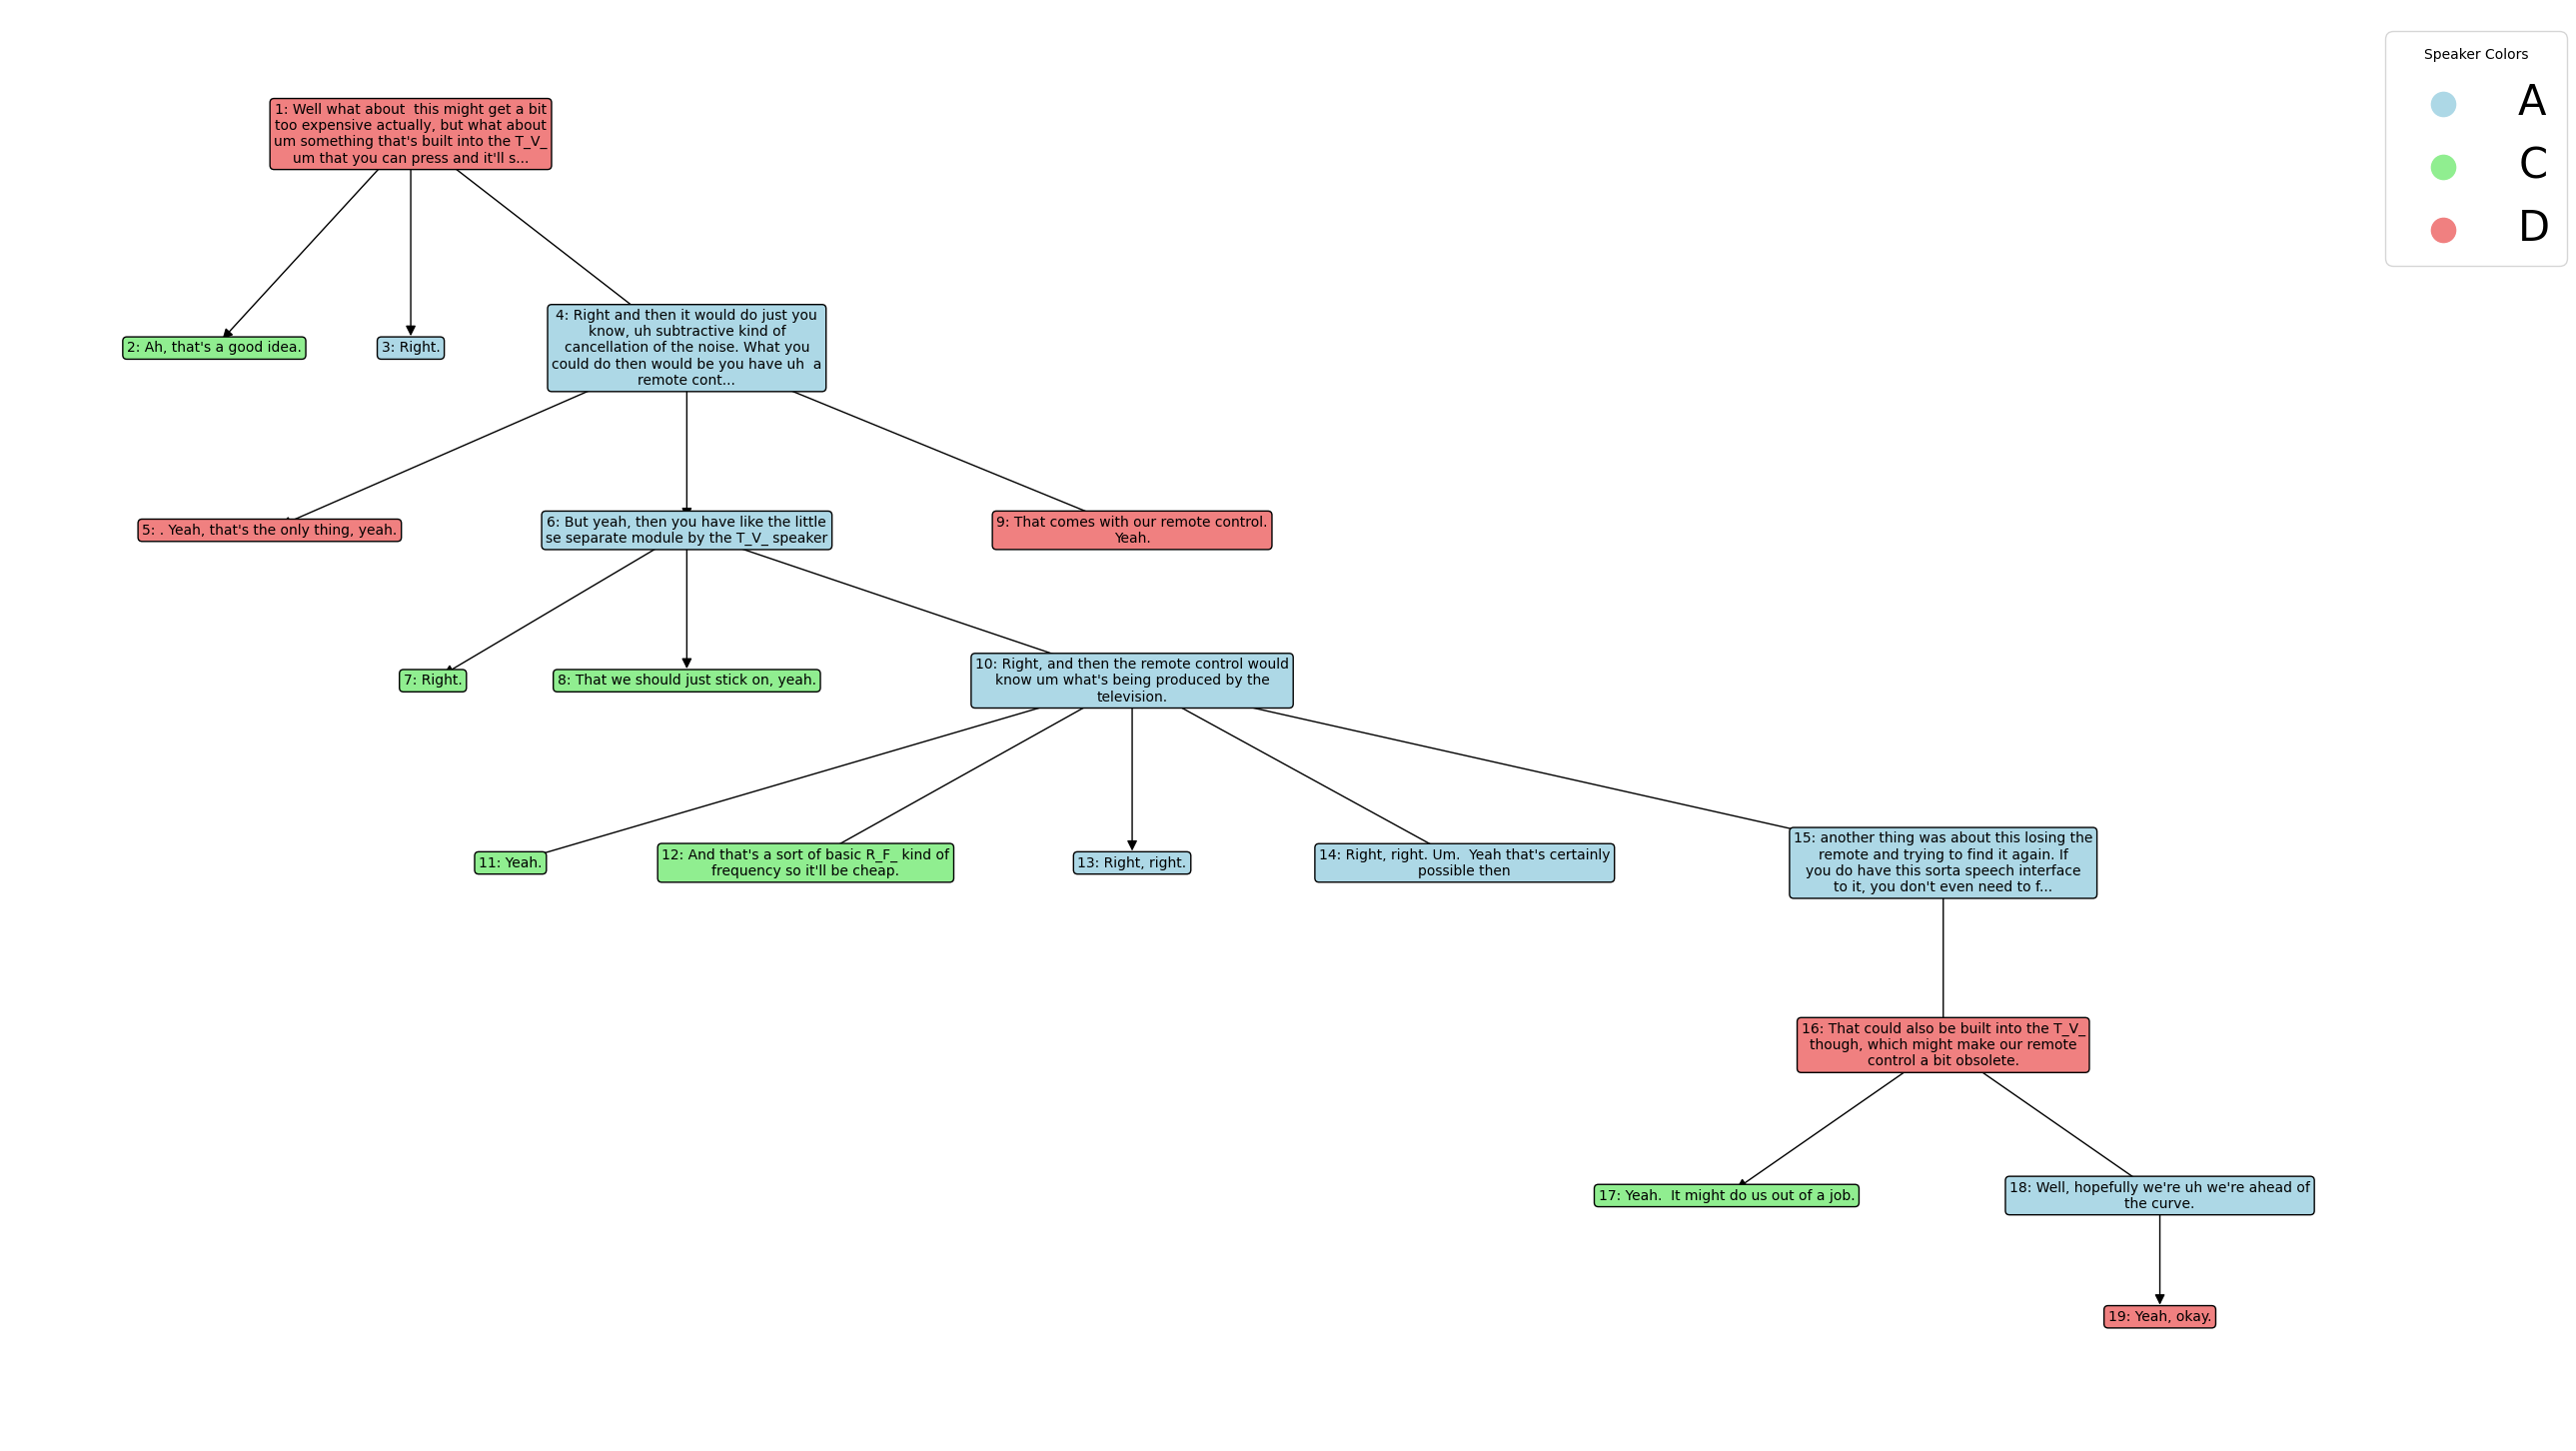 Speaker Colors
A
C
D
1: Well what about  this might get a bit
too expensive actually, but what about
um something that's built into the T_V_
um that you can press and it'll s...
2: Ah, that's a good idea.
3: Right.
4: Right and then it would do just you
know, uh subtractive kind of
cancellation of the noise. What you
could do then would be you have uh  a
remote cont...
5: . Yeah, that's the only thing, yeah.
6: But yeah, then you have like the little
se separate module by the T_V_ speaker
9: That comes with our remote control.
Yeah.
7: Right.
8: That we should just stick on, yeah.
10: Right, and then the remote control would
know um what's being produced by the
television.
11: Yeah.
12: And that's a sort of basic R_F_ kind of
frequency so it'll be cheap.
13: Right, right.
14: Right, right. Um.  Yeah that's certainly
possible then
15: another thing was about this losing the
remote and trying to find it again. If
you do have this sorta speech interface
to it, you don't even need to f...
16: That could also be built into the T_V_
though, which might make our remote
control a bit obsolete.
17: Yeah.  It might do us out of a job.
18: Well, hopefully we're uh we're ahead of
the curve.
19: Yeah, okay.